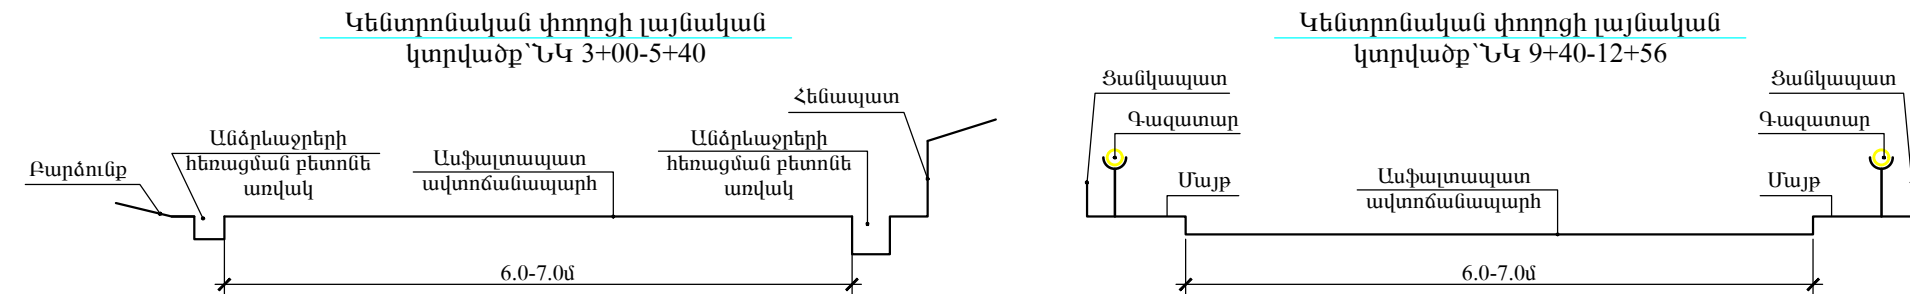 Կենտրոնական փողոցի լայնական
կտրվածք՝ՆԿ 3+00-5+40
Հենապատ
Անձրևաջրերի
հեռացման բետոնե
առվակ
Անձրևաջրերի
հեռացման բետոնե
առվակ
Ասֆալտապատ
ավտոճանապարհ
Բարձունք
6.0-7.0մ
Կենտրոնական փողոցի լայնական
կտրվածք՝ՆԿ 9+40-12+56
Ցանկապատ
Ցանկապատ
Գազատար
Գազատար
Մայթ
Ասֆալտապատ
ավտոճանապարհ
Մայթ
6.0-7.0մ